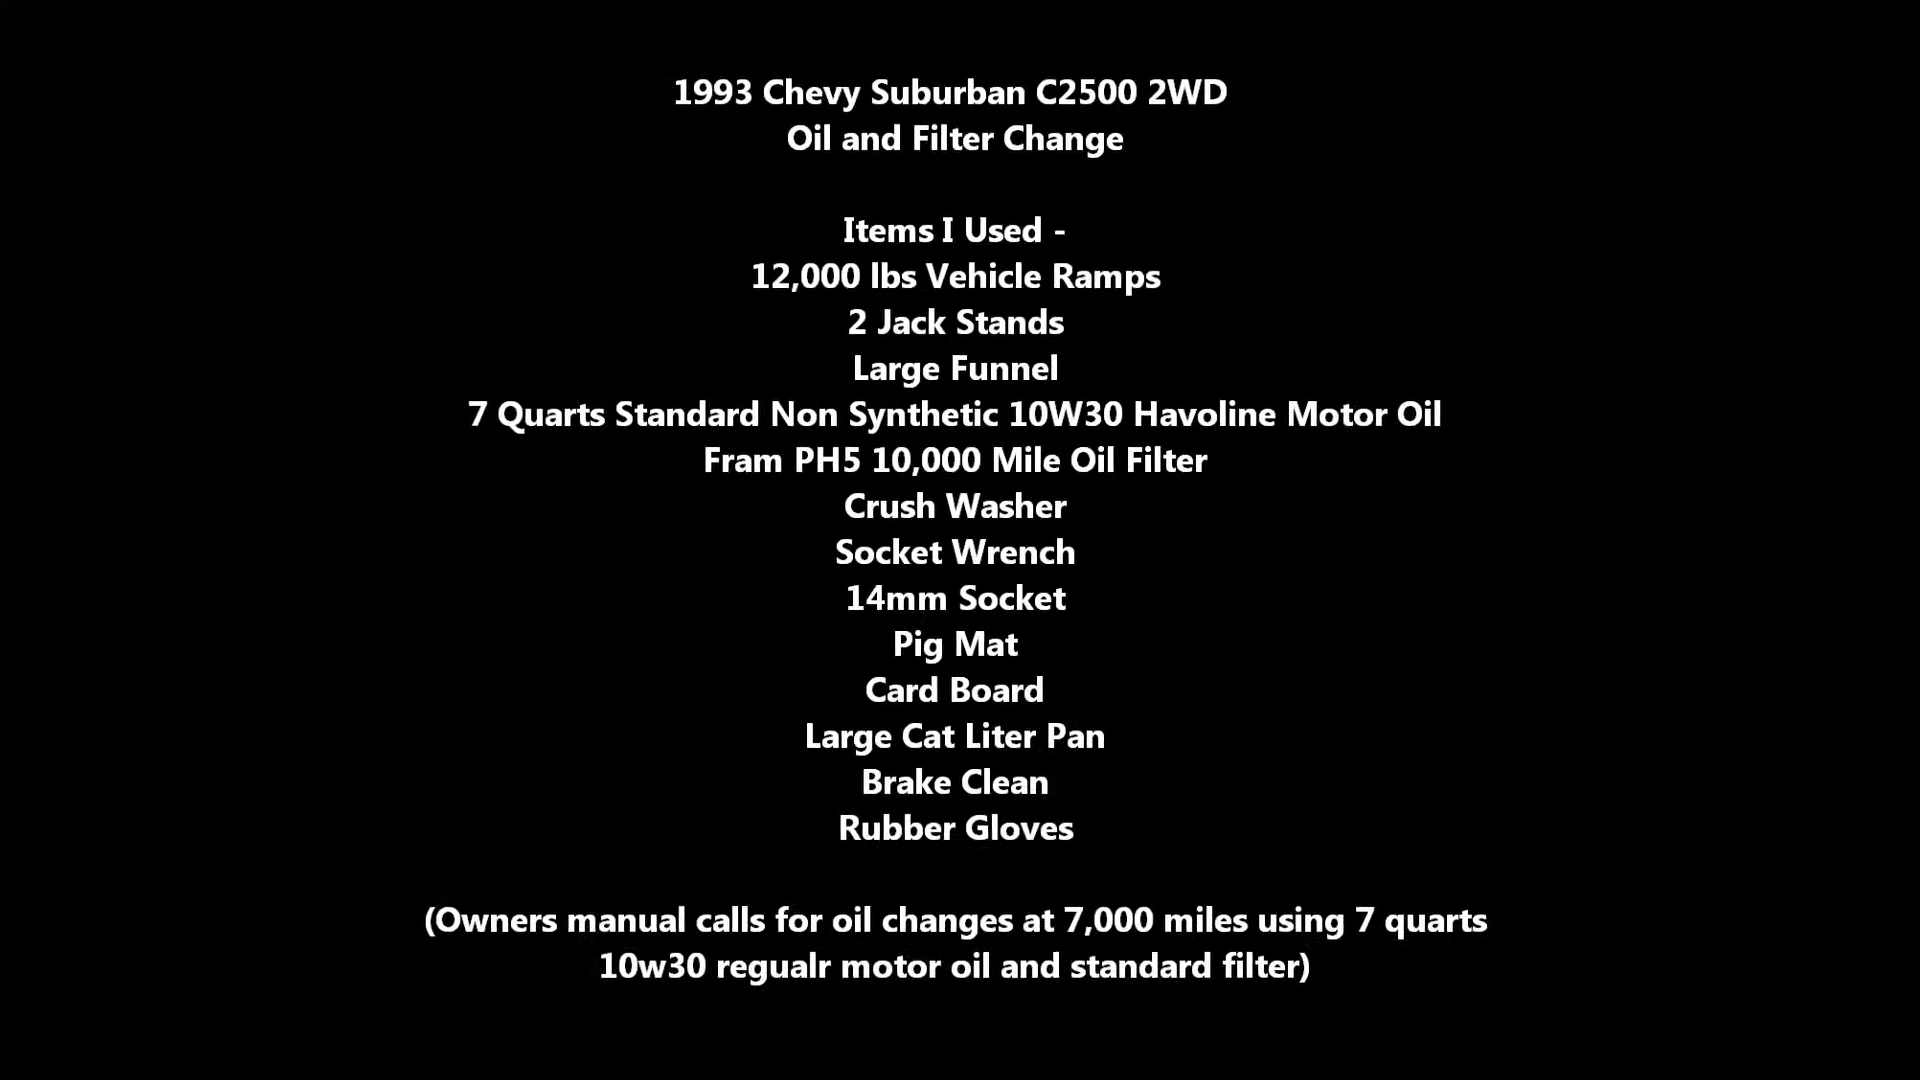 1993 Chevy Suburban C2500 2WD
Oil and Filter Change
Items I Used -
12,000 lbs Vehicle Ramps
2 Jack Stands
Large Funnel
7 Quarts Standard Non Synthetic 10W30 Havoline Motor Oil
Fram PH5 10,000 Mile Oil Filter
Crush Washer
Socket Wrench
14mm Socket
Pig Mat
Card Board
Large Cat Liter Pan
Brake Clean
Rubber Gloves
(Owners manual calls for oil changes at 7,000 miles using 7 quarts
10w30 regualr motor oil and standard filter)